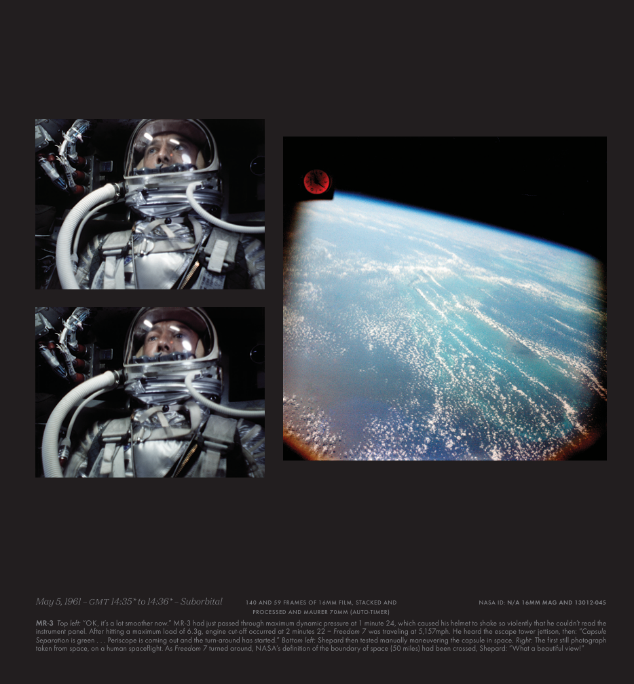 May 5, 1961 – GMT 14:35* to 14:36* – Suborbital
140 AND 59 FRAMES OF 16MM FILM, STACKED AND
PROCESSED AND MAURER 70MM (AUTO-TIMER)
NASA ID: N/A 16MM MAG AND 13012-045
MR-3 Top left: “OK, it’s a lot smoother now.” MR-3 had just passed through maximum dynamic pressure at 1 minute 24, which caused his helmet to shake so violently that he couldn’t read the
instrument panel. After hitting a maximum load of 6.3g, engine cut-off occurred at 2 minutes 22 – Freedom 7 was traveling at 5,157mph. He heard the escape tower jettison, then: “Capsule
Separation is green . . . Periscope is coming out and the turn-around has started.” Bottom left: Shepard then tested manually maneuvering the capsule in space. Right: The first still photograph
taken from space, on a human spaceflight. As Freedom 7 turned around, NASA’s definition of the boundary of space (50 miles) had been crossed, Shepard: “What a beautiful view!”